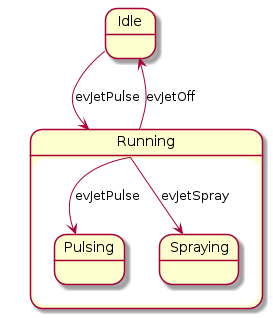 Idle
evJetPulse
evJetOff
Running
evJetPulse
evJetSpray
Pulsing
Spraying